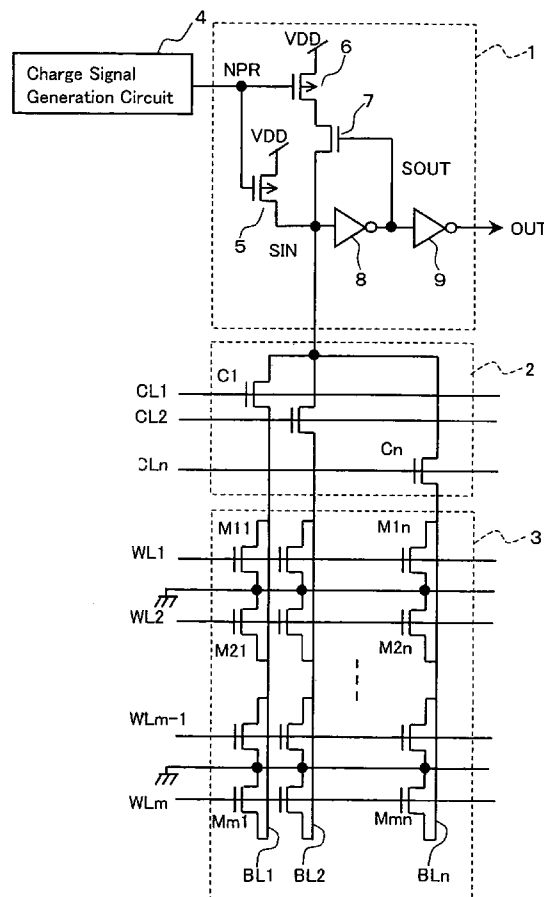 4
1
VDD
6
Charge Signal
Generation Circuit
NPR
7
VDD
SOUT
5
SIN
8
9
OUT
C1
2
CL1
CL2
Cn
CLn
M11
M1n
3
WL1
WL2
M21
M2n
WLm-1
WLm
Mm1
Mmn
BL1
BL2
BLn